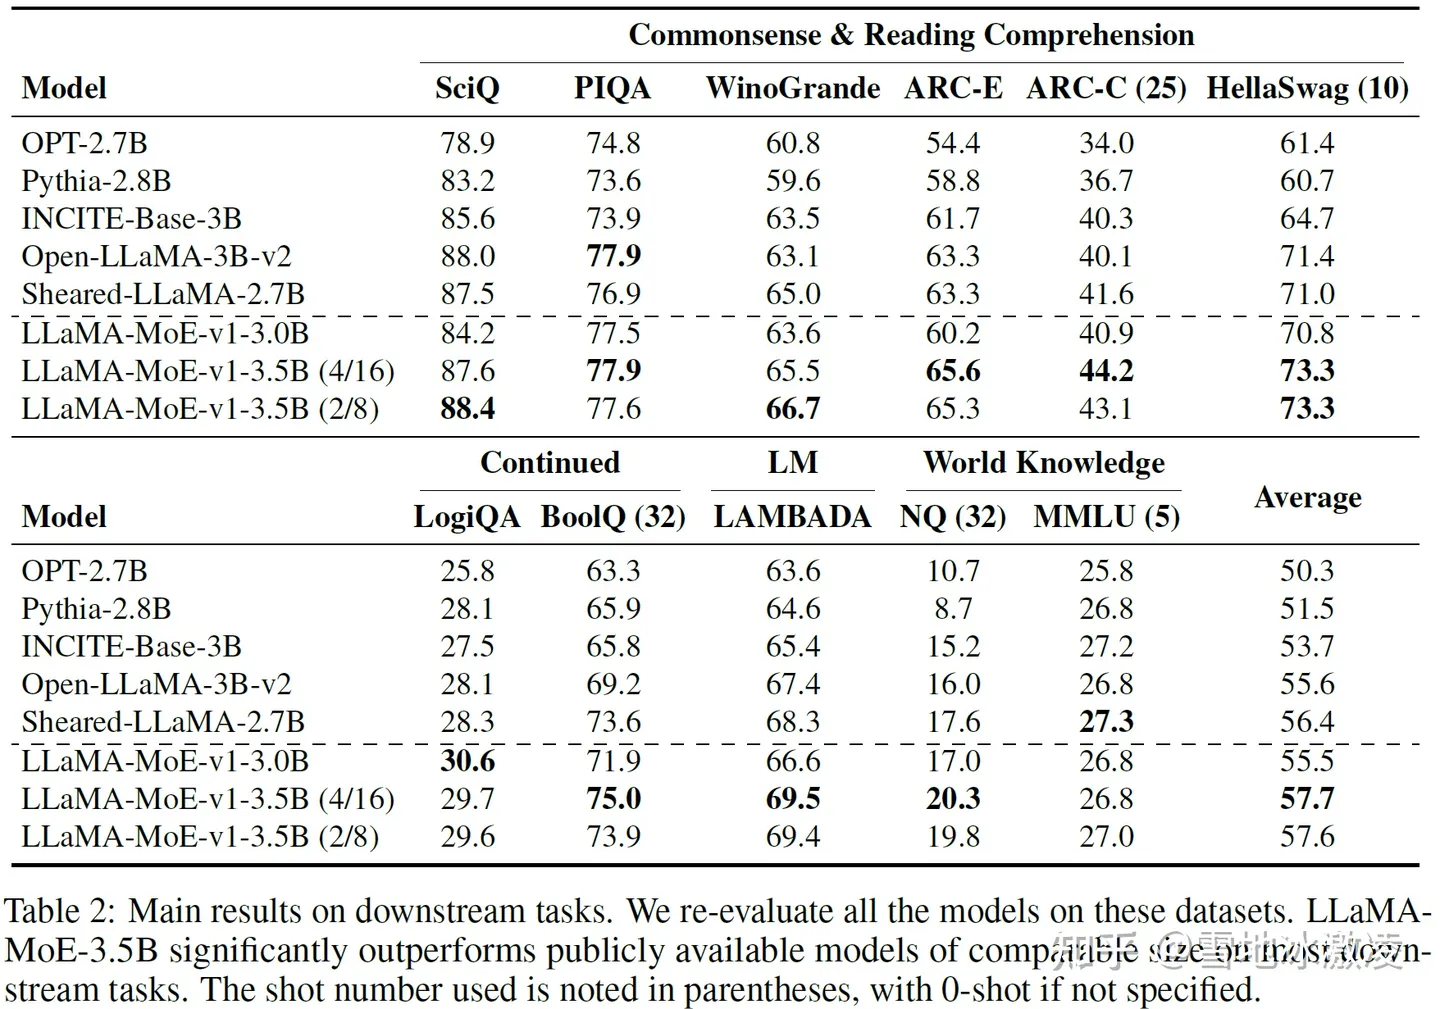 Commonsense & Reading Comprehension
Model SciQ PIQA WinoGrande ARC-E ARC-C (25) HellaSwag (10)
OPT-2.7B 78.9 74.8 60.8 54.4 34.0 61.4
Pythia-2.8B 83.2 73.6 59.6 58.8 36.7 60.7
INCITE-Base-3B 85.6 73.9 63.5 61.7 40.3 64.7
Open-LLaMA-3B-v2 88.0 77.9 63.1 63.3 40.1 71.4
Sheared-LLaMA-2.7B 87.5 76.9 65.0 63.3 41.6 71.0
LLaMA-MoE-v1-3.0B 84.2 77.5 63.6 60.2 40.9 70.8
LLaMA-MoE-v1-3.5B (4/16) 87.6 77.9 65.5 65.6 44.2 73.3
LLaMA-MoE-v1-3.5B (2/8) 88.4 77.6 66.7 65.3 43.1 73.3
Continued LM World Knowledge Average
Model LogiQA BoolQ (32) LAMBADA NQ (32) MMLU (5)
OPT-2.7B 25.8 63.3 63.6 10.7 25.8 50.3
Pythia-2.8B 28.1 65.9 64.6 8.7 26.8 51.5
INCITE-Base-3B 27.5 65.8 65.4 15.2 27.2 53.7
Open-LLaMA-3B-v2 28.1 69.2 67.4 16.0 26.8 55.6
Sheared-LLaMA-2.7B 28.3 73.6 68.3 17.6 27.3 56.4
LLaMA-MoE-v1-3.0B 30.6 71.9 66.6 17.0 26.8 55.5
LLaMA-MoE-v1-3.5B (4/16) 29.7 75.0 69.5 20.3 26.8 57.7
LLaMA-MoE-v1-3.5B (2/8) 29.6 73.9 69.4 19.8 27.0 57.6
Table 2: Main results on downstream tasks. We re-evaluate all the models on these datasets. LLaMA-
MoE-3.5B significantly outperforms publicly available models of comparable size on most down-
stream tasks. The shot number used is noted in parentheses, with 0-shot if not specified.
知乎 @雪地冰激凌